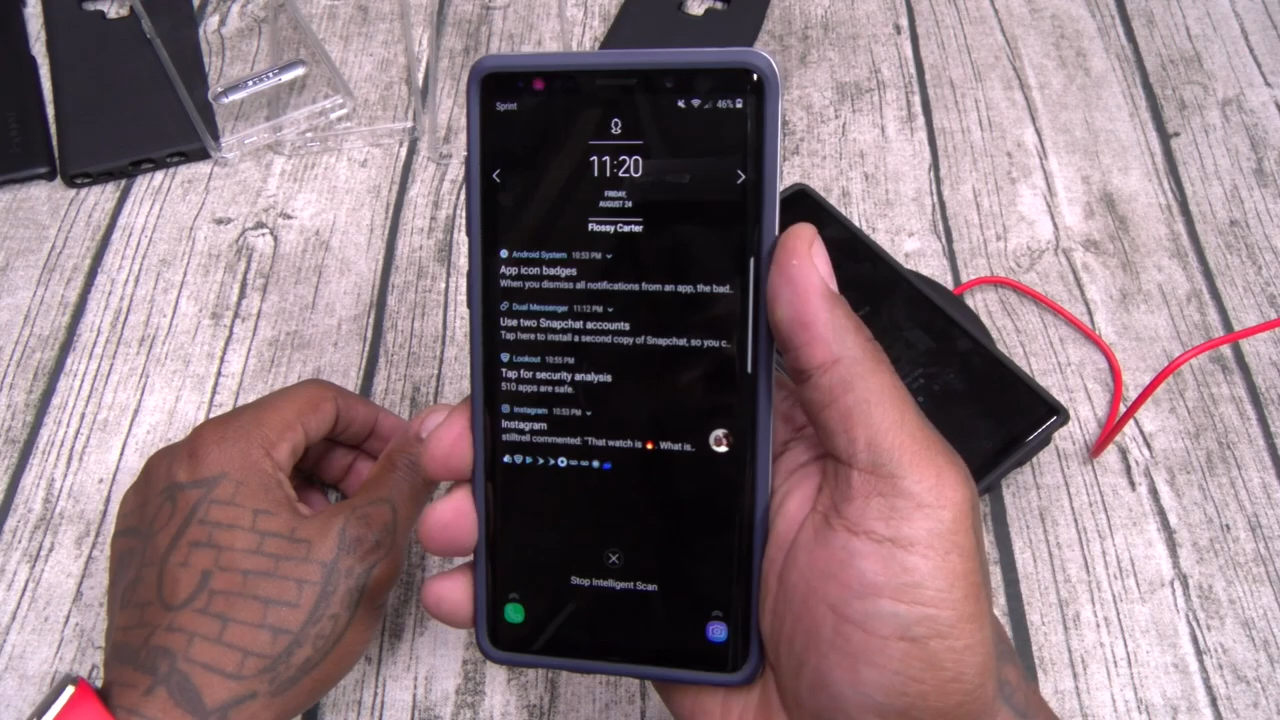 Sprint
46%
11:20
FRIDAY,
AUGUST 24
Flossy Carter
Android System 10:53 PM
App icon badges
When you dismiss all notifications from an app, the bad..
Dual Messenger 11:12 PM
Use two Snapchat accounts
Tap here to install a second copy of Snapchat, so you c..
Lookout 10:55 PM
Tap for security analysis
510 apps are safe.
Instagram 10:53 PM
Instagram
stilltrell commented: "That watch is 🔥. What is..
Stop Intelligent Scan